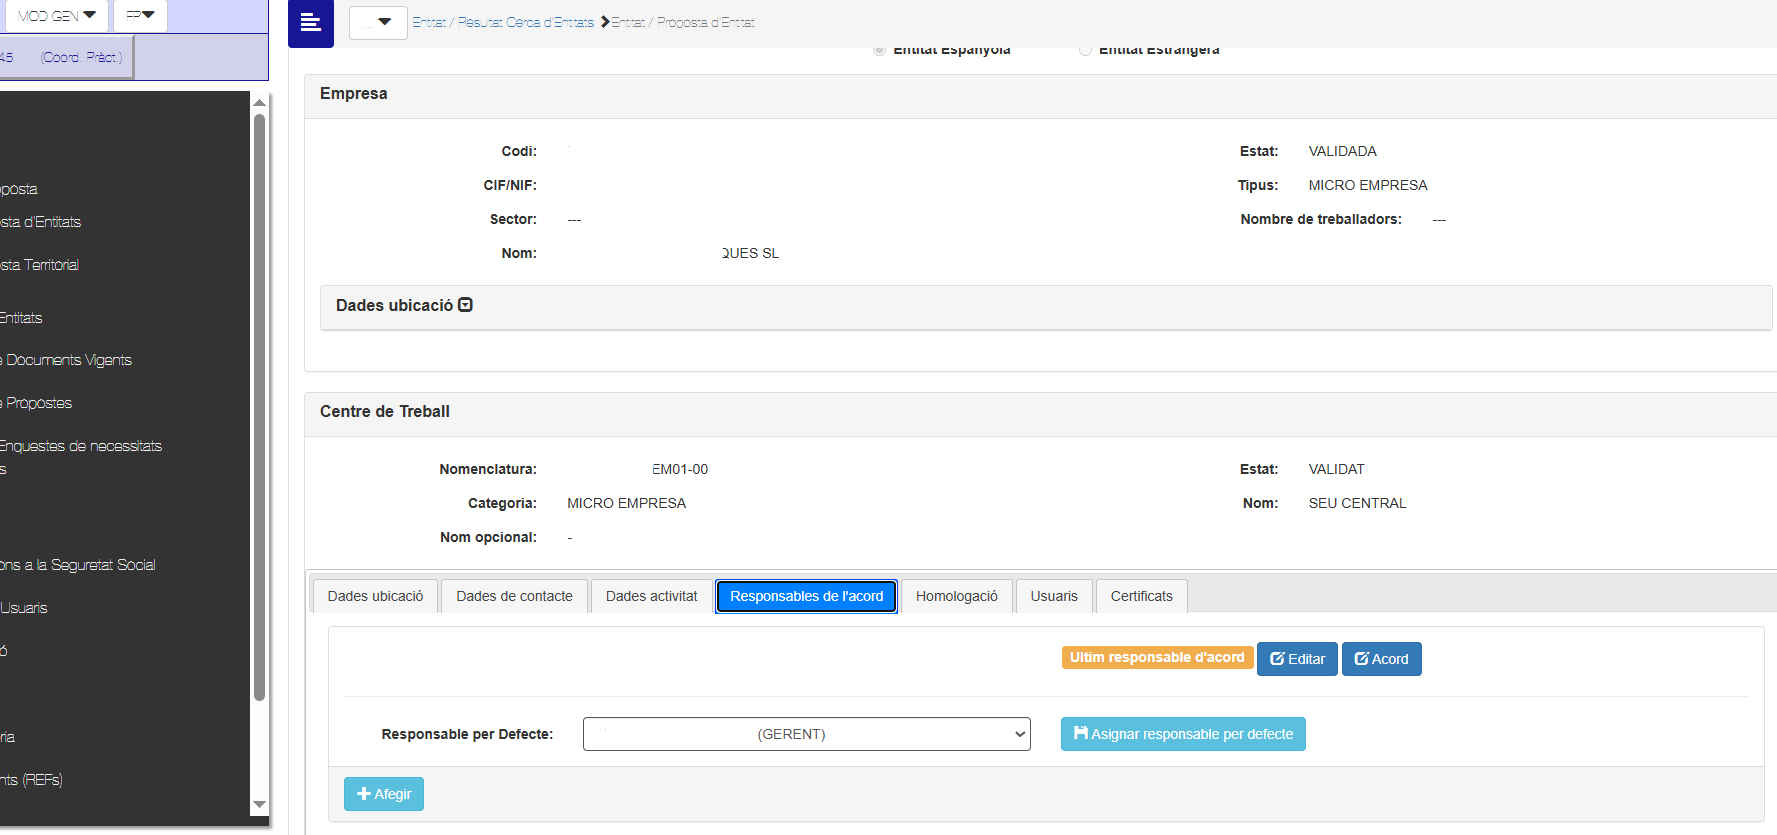 MOD GEN FP
45 (Coord. Pràct.)
... Entitat / Resultat Cerca d'Entitats Entitat / Proposta d'Entitat
Entitat Espanyola Entitat Estrangera
Empresa
Codi: Estat: VALIDADA
CIF/NIF: Tipus: MICRO EMPRESA
Sector: --- Nombre de treballadors: ---
Nom: QUES SL
Dades ubicació
Centre de Treball
Nomenclatura: EM01-00 Estat: VALIDAT
Categoria: MICRO EMPRESA Nom: SEU CENTRAL
Nom opcional: -
Dades ubicació Dades de contacte Dades activitat Responsables de l'acord Homologació Usuaris Certificats
Ultim responsable d'acord Editar Acord
Responsable per Defecte: (GERENT) Asignar responsable per defecte
Afegir
oposta
sta d'Entitats
sta Territorial
Entitats
e Documents Vigents
e Propostes
Enquestes de necessitats
s
ons a la Seguretat Social
Usuaris
ó
ria
nts (REFs)